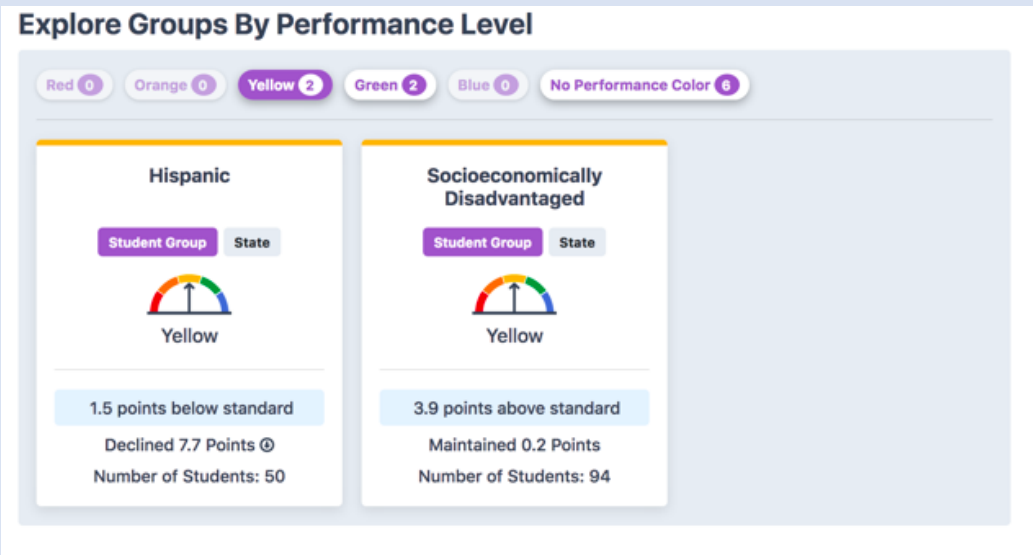 Explore Groups By Performance Level
Red 0 Orange 0 Yellow 2 Green 2 Blue 0 No Performance Color 6
Hispanic
Student Group State
Yellow
1.5 points below standard
Declined 7.7 Points
Number of Students: 50
Socioeconomically
Disadvantaged
Student Group State
Yellow
3.9 points above standard
Maintained 0.2 Points
Number of Students: 94